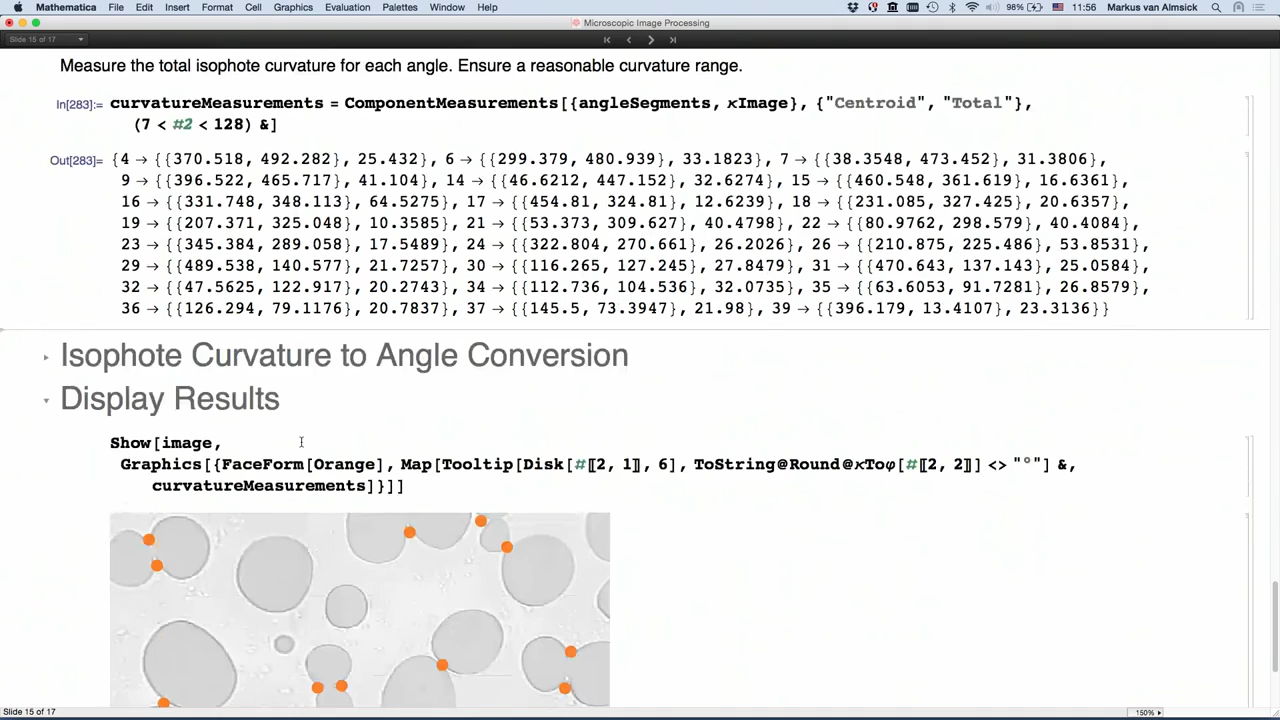 Mathematica File Edit Insert Format Cell Graphics Evaluation Palettes Window Help 98% 11:56 Markus van Almsick
Microscopic Image Processing
Slide 15 of 17
Measure the total isophote curvature for each angle. Ensure a reasonable curvature range.
In[283]:= curvatureMeasurements = ComponentMeasurements[{angleSegments, κImage}, {"Centroid", "Total"},
(7 < #2 < 128) &]
Out[283]= {4 → {{370.518, 492.282}, 25.432}, 6 → {{299.379, 480.939}, 33.1823}, 7 → {{38.3548, 473.452}, 31.3806},
9 → {{396.522, 465.717}, 41.104}, 14 → {{46.6212, 447.152}, 32.6274}, 15 → {{460.548, 361.619}, 16.6361},
16 → {{331.748, 348.113}, 64.5275}, 17 → {{454.81, 324.81}, 12.6239}, 18 → {{231.085, 327.425}, 20.6357},
19 → {{207.371, 325.048}, 10.3585}, 21 → {{53.373, 309.627}, 40.4798}, 22 → {{80.9762, 298.579}, 40.4084},
23 → {{345.384, 289.058}, 17.5489}, 24 → {{322.804, 270.661}, 26.2026}, 26 → {{210.875, 225.486}, 53.8531},
29 → {{489.538, 140.577}, 21.7257}, 30 → {{116.265, 127.245}, 27.8479}, 31 → {{470.643, 137.143}, 25.0584},
32 → {{47.5625, 122.917}, 20.2743}, 34 → {{112.736, 104.536}, 32.0735}, 35 → {{63.6053, 91.7281}, 26.8579},
36 → {{126.294, 79.1176}, 20.7837}, 37 → {{145.5, 73.3947}, 21.98}, 39 → {{396.179, 13.4107}, 23.3136}}
Isophote Curvature to Angle Conversion
Display Results
Show[image,
Graphics[{FaceForm[Orange], Map[Tooltip[Disk[#〚2, 1〛, 6], ToString@Round@κToφ[#〚2, 2〛] <> "°"] &,
curvatureMeasurements]}]]
Slide 15 of 17 150%